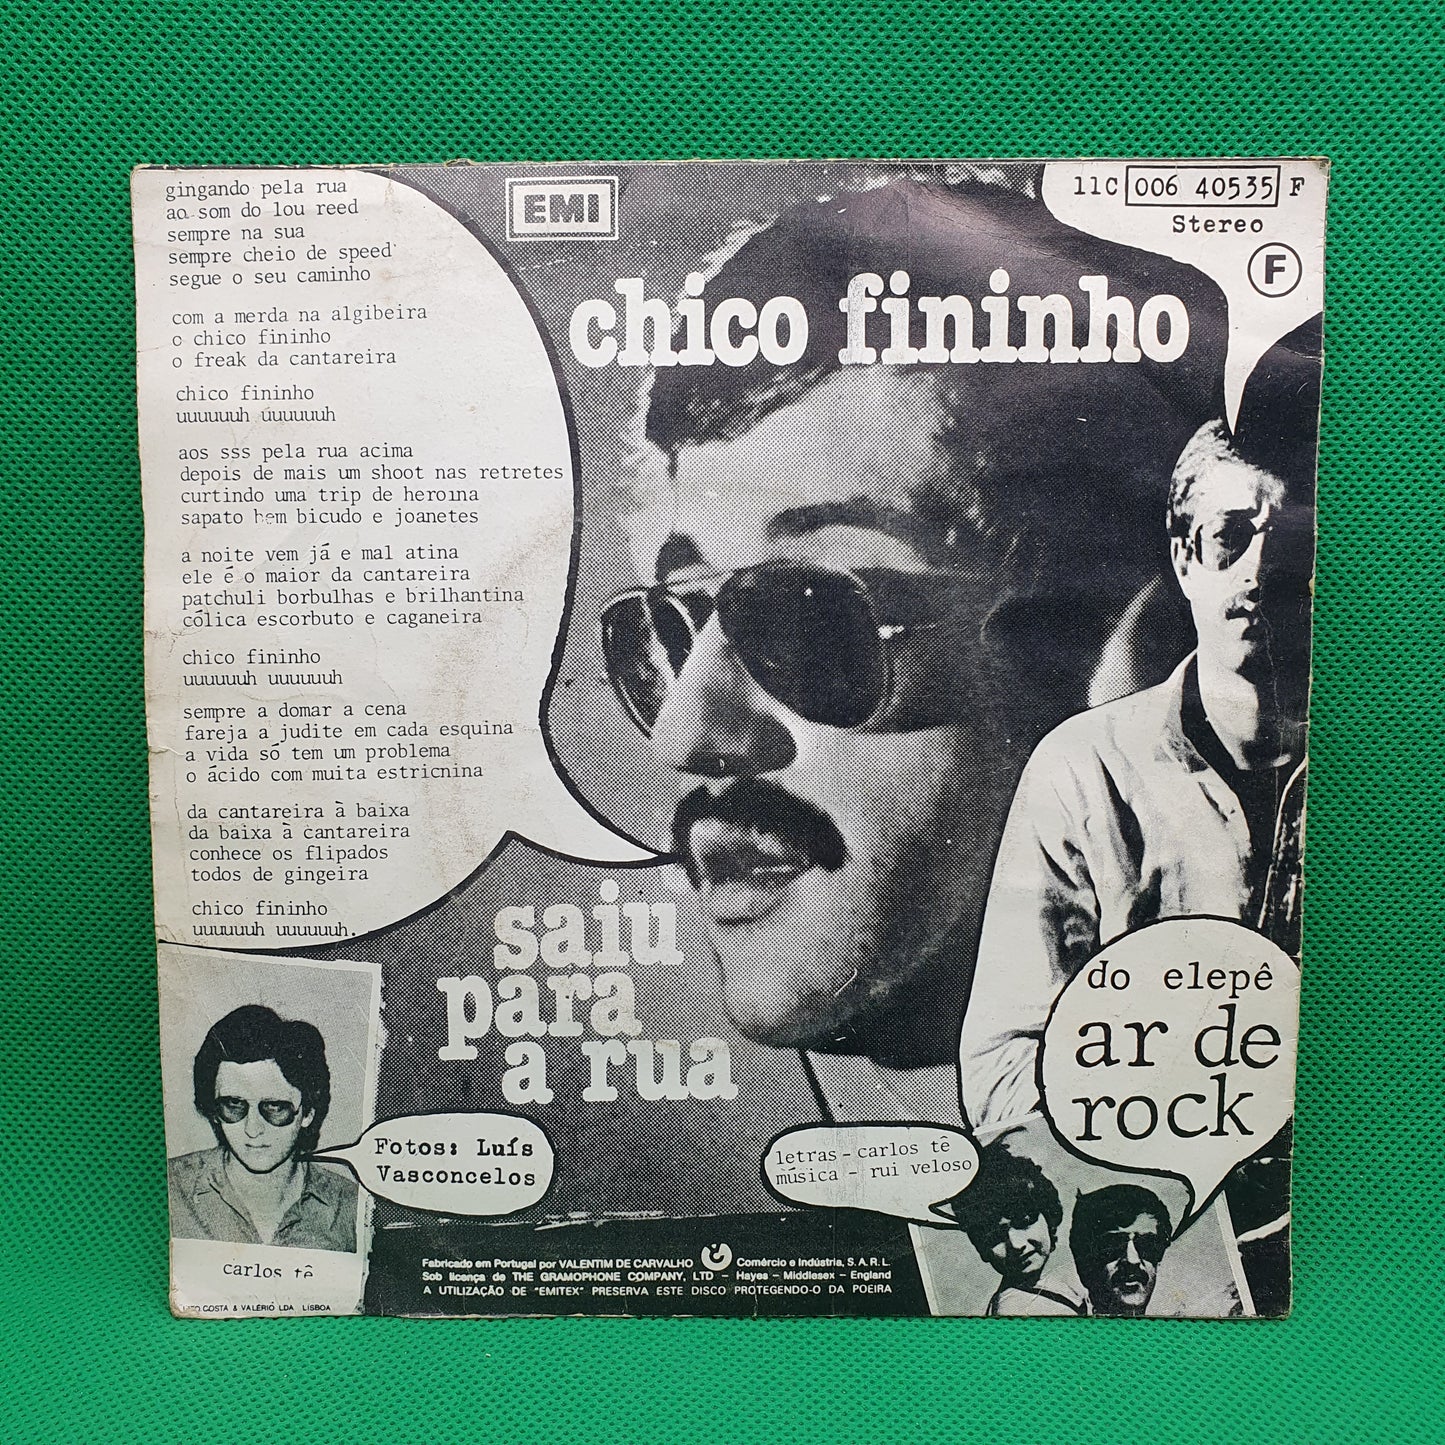 gingando pela rua
ao som do lou reed
sempre na sua
sempre cheio de speed
segue o seu caminho
com a merda na algibeira
o chico fininho
o freak da cantareira
chico fininho
uuuuuuh úuuuuuh
aos sss pela rua acima
depois de mais um shoot nas retretes
curtindo uma trip de heroına
sapato bem bicudo e joanetes
a noite vem já e mal atina
ele é o maior da cantareira
patchuli borbulhas e brilhantina
cólica escorbuto e caganeira
chico fininho
uuuuuuh uuuuuuh
sempre a domar a cena
fareja a judite em cada esquina
a vida só tem um problema
o ácido com muita estricnina
da cantareira à baixa
da baixa à cantareira
conhece os flipados
todos de gingeira
chico fininho
uuuuuuh uuuuuuh.
EMI
11C 006 40535 F
Stereo
F
chico fininho
saiu
para
a rua
do elepê
ar de
rock
Fotos: Luís
Vasconcelos
letras - carlos tê
música - rui veloso
carlos tê
COSTA & VALÉRIO LDA LISBOA
Fabricado em Portugal por VALENTIM DE CARVALHO Comércio e Indústria, S.A.R.L.
Sob licença de THE GRAMOPHONE COMPANY, LTD - Hayes - Middlesex - England
A UTILIZAÇÃO DE "EMITEX" PRESERVA ESTE DISCO PROTEGENDO-O DA POEIRA